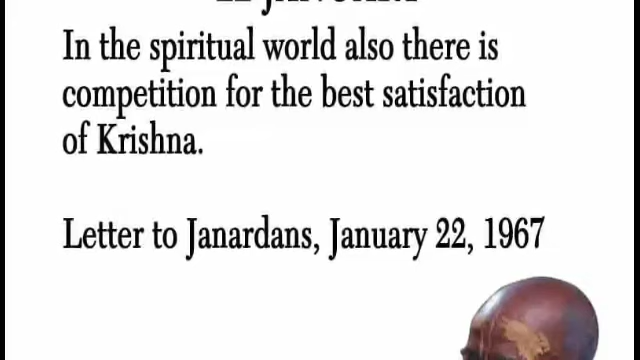 In the spiritual world also there is
competition for the best satisfaction
of Krishna.
Letter to Janardans, January 22, 1967